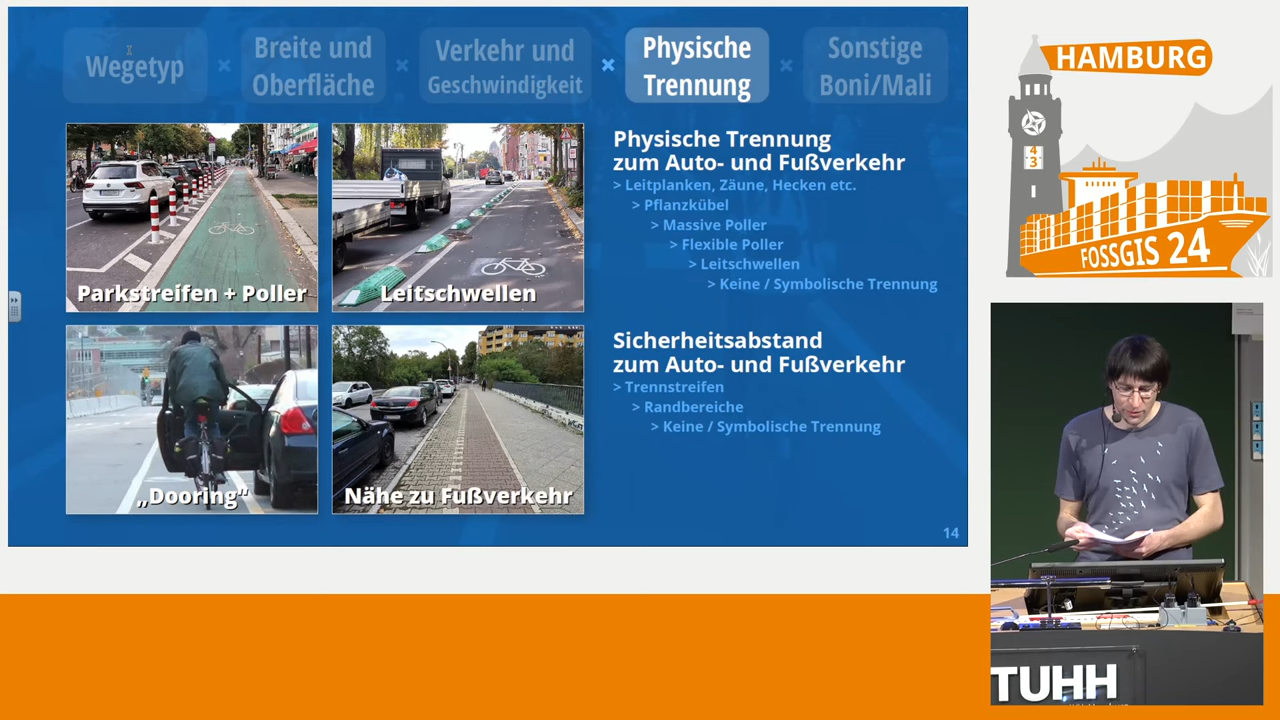 Wegetyp
×
Breite und
Oberfläche
×
Verkehr und
Geschwindigkeit
×
Physische
Trennung
×
Sonstige
Boni/Mali
Parkstreifen + Poller
Leitschwellen
„Dooring“
Nähe zu Fußverkehr
Physische Trennung
zum Auto- und Fußverkehr
> Leitplanken, Zäune, Hecken etc.
> Pflanzkübel
> Massive Poller
> Flexible Poller
> Leitschwellen
> Keine / Symbolische Trennung
Sicherheitsabstand
zum Auto- und Fußverkehr
> Trennstreifen
> Randbereiche
> Keine / Symbolische Trennung
14
HAMBURG
4
3
FOSSGIS 24
TUHH